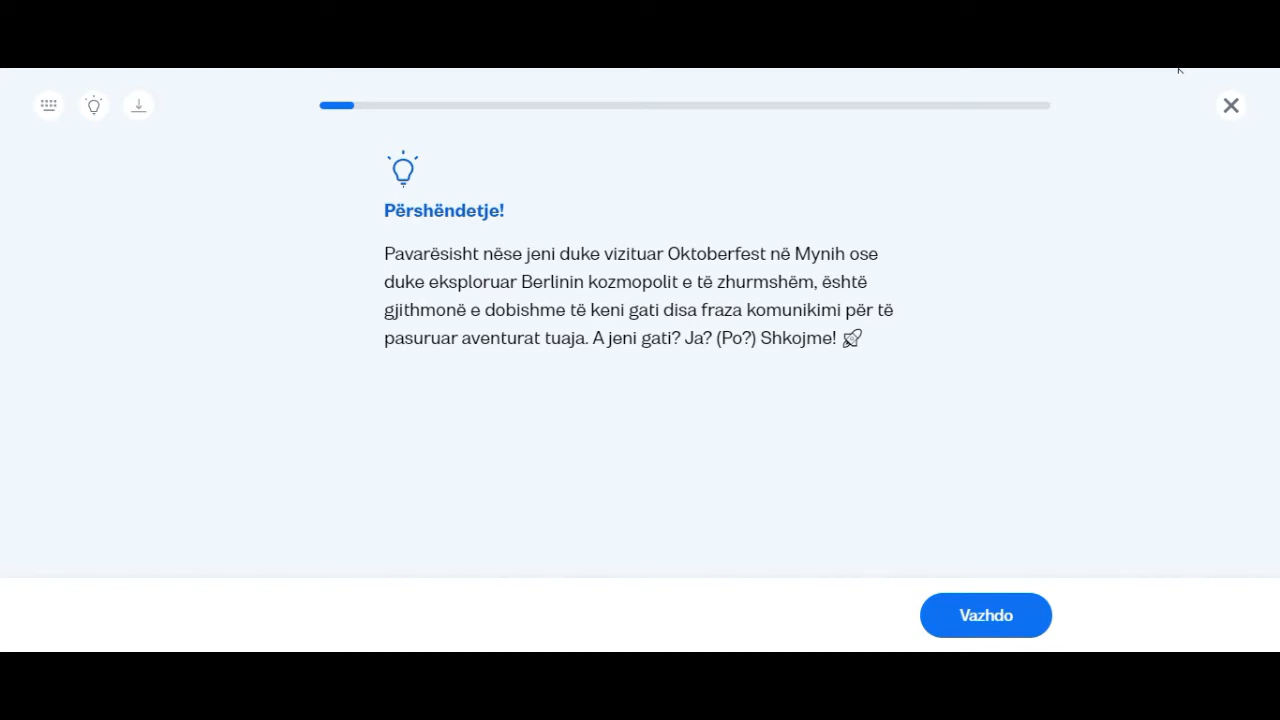 Përshëndetje!
Pavarësisht nëse jeni duke vizituar Oktoberfest në Mynih ose
duke eksploruar Berlinin kozmopolit e të zhurmshëm, është
gjithmonë e dobishme të keni gati disa fraza komunikimi për të
pasuruar aventurat tuaja. A jeni gati? Ja? (Po?) Shkojme! 🚀
Vazhdo